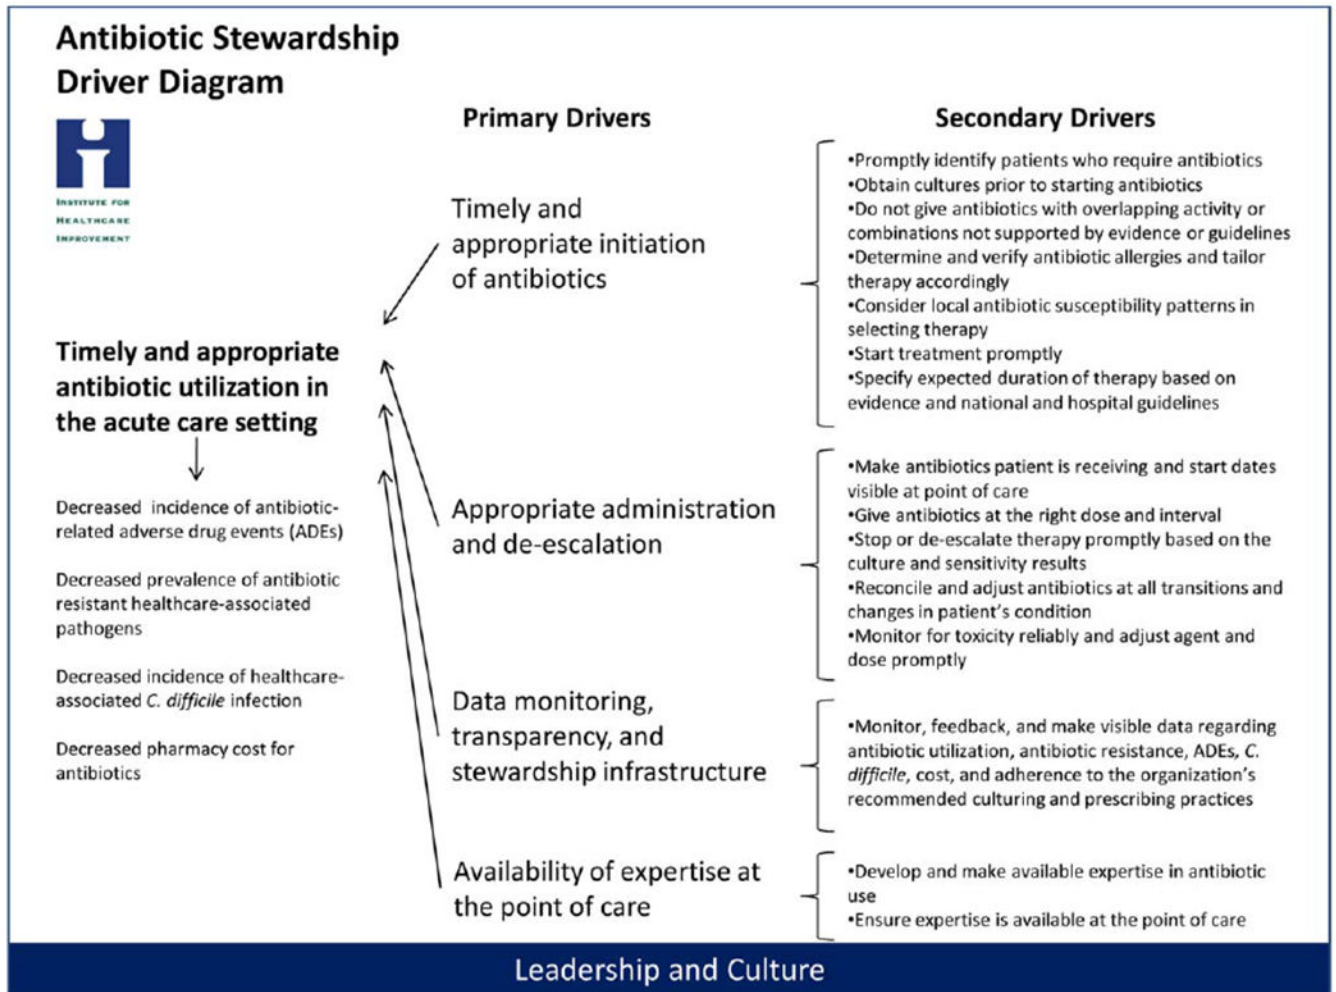 Antibiotic Stewardship
Driver Diagram
INSTITUTE FOR
HEALTHCARE
IMPROVEMENT
Timely and appropriate
antibiotic utilization in
the acute care setting
Decreased incidence of antibiotic-
related adverse drug events (ADEs)
Decreased prevalence of antibiotic
resistant healthcare-associated
pathogens
Decreased incidence of healthcare-
associated C. difficile infection
Decreased pharmacy cost for
antibiotics
Primary Drivers
Timely and
appropriate initiation
of antibiotics
Appropriate administration
and de-escalation
Data monitoring,
transparency, and
stewardship infrastructure
Availability of expertise at
the point of care
Secondary Drivers
•Promptly identify patients who require antibiotics
•Obtain cultures prior to starting antibiotics
•Do not give antibiotics with overlapping activity or
combinations not supported by evidence or guidelines
•Determine and verify antibiotic allergies and tailor
therapy accordingly
•Consider local antibiotic susceptibility patterns in
selecting therapy
•Start treatment promptly
•Specify expected duration of therapy based on
evidence and national and hospital guidelines
•Make antibiotics patient is receiving and start dates
visible at point of care
•Give antibiotics at the right dose and interval
•Stop or de-escalate therapy promptly based on the
culture and sensitivity results
•Reconcile and adjust antibiotics at all transitions and
changes in patient's condition
•Monitor for toxicity reliably and adjust agent and
dose promptly
•Monitor, feedback, and make visible data regarding
antibiotic utilization, antibiotic resistance, ADEs, C.
difficile, cost, and adherence to the organization's
recommended culturing and prescribing practices
•Develop and make available expertise in antibiotic
use
•Ensure expertise is available at the point of care
Leadership and Culture